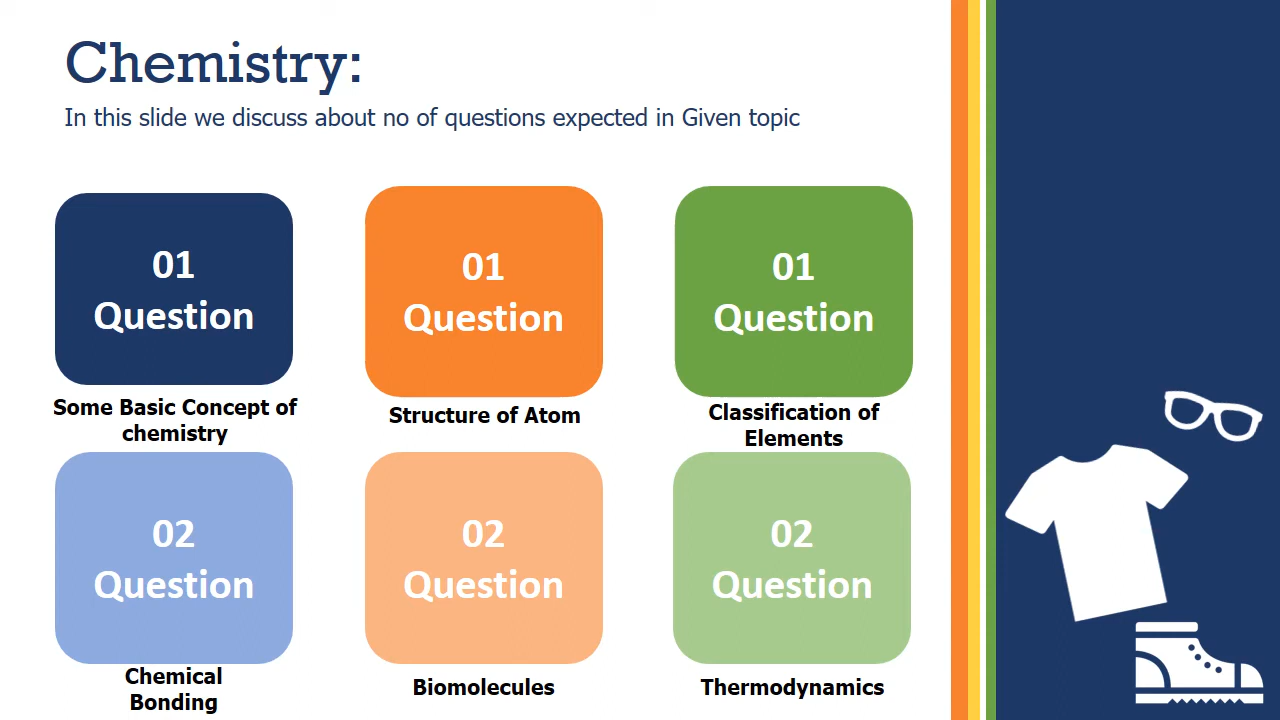 Chemistry:
In this slide we discuss about no of questions expected in Given topic
01
Question
01
Question
01
Question
Some Basic Concept of
chemistry
Structure of Atom
Classification of
Elements
02
Question
02
Question
02
Question
Chemical
Bonding
Biomolecules
Thermodynamics